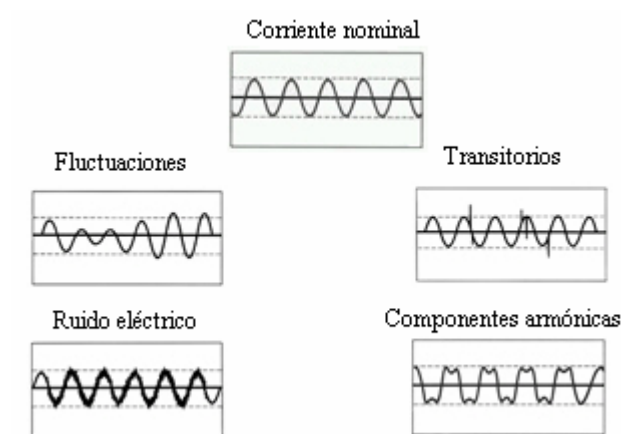 Corriente nominal
Fluctuaciones
Transitorios
Ruido eléctrico
Componentes armónicas